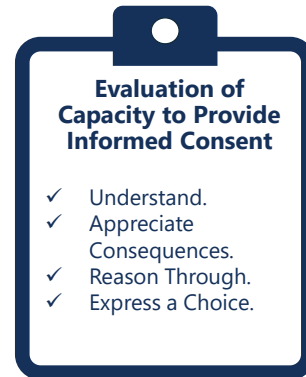 Evaluation of
Capacity to Provide
Informed Consent
✓ Understand.
✓ Appreciate
Consequences.
✓ Reason Through.
✓ Express a Choice.